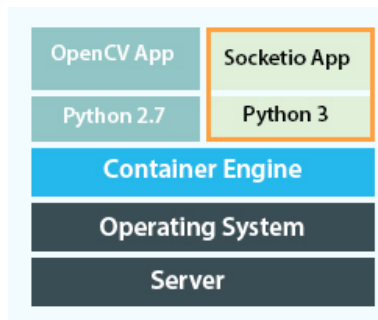 OpenCV App
Socketio App
Python 2.7
Python 3
Container Engine
Operating System
Server